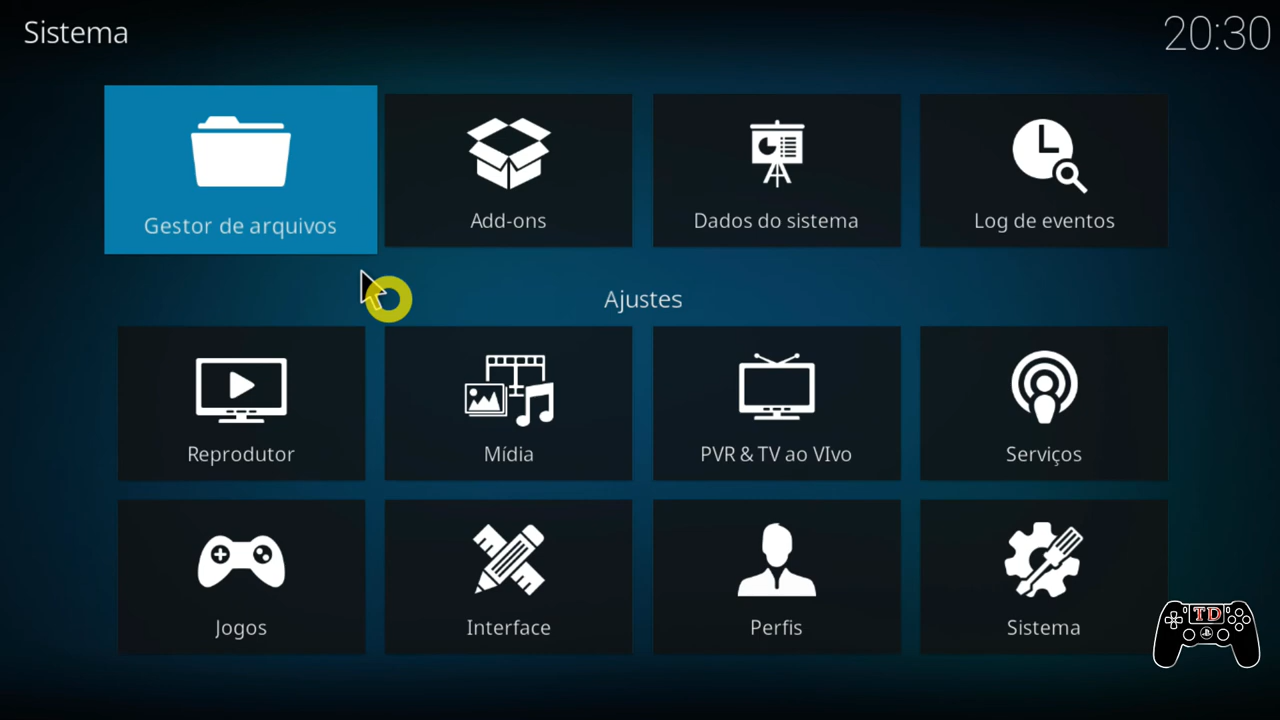 Sistema
20:30
Gestor de arquivos
Add-ons
Dados do sistema
Log de eventos
Ajustes
Reprodutor
Mídia
PVR & TV ao VIvo
Serviços
Jogos
Interface
Perfis
Sistema
TD